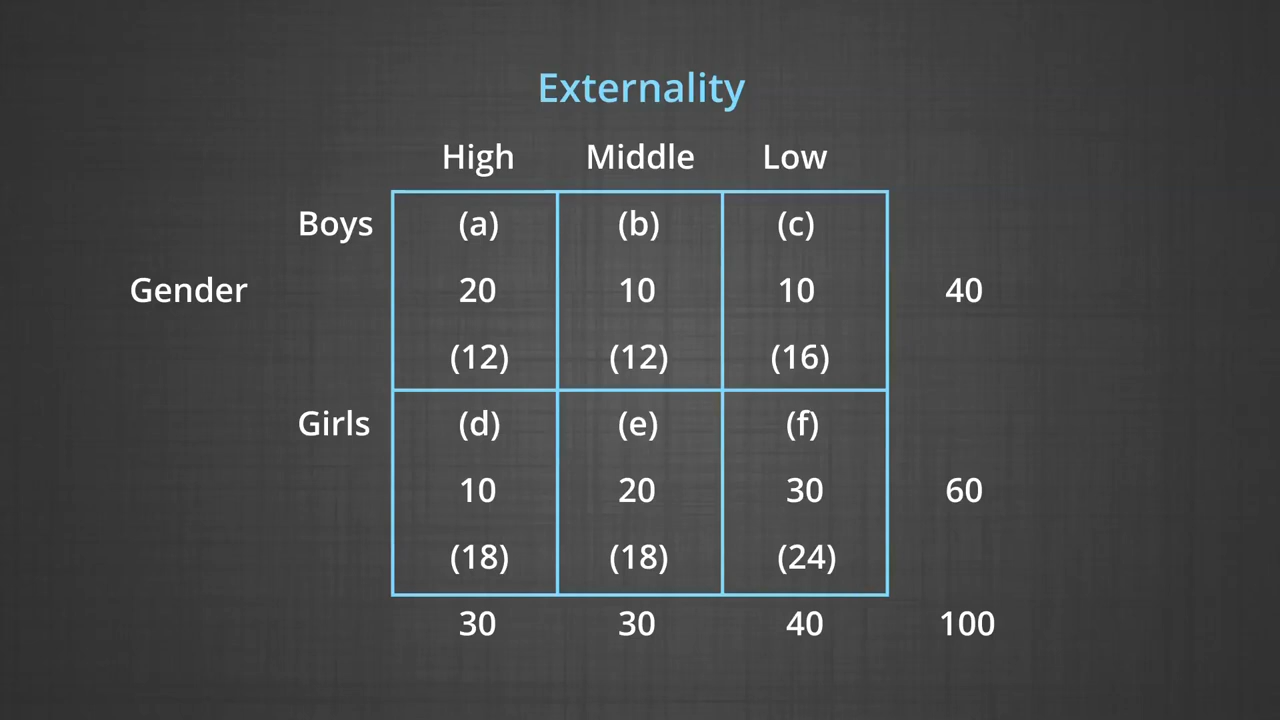 Externality
High Middle Low
Boys (a) (b) (c)
Gender 20 10 10 40
(12) (12) (16)
Girls (d) (e) (f)
10 20 30 60
(18) (18) (24)
30 30 40 100